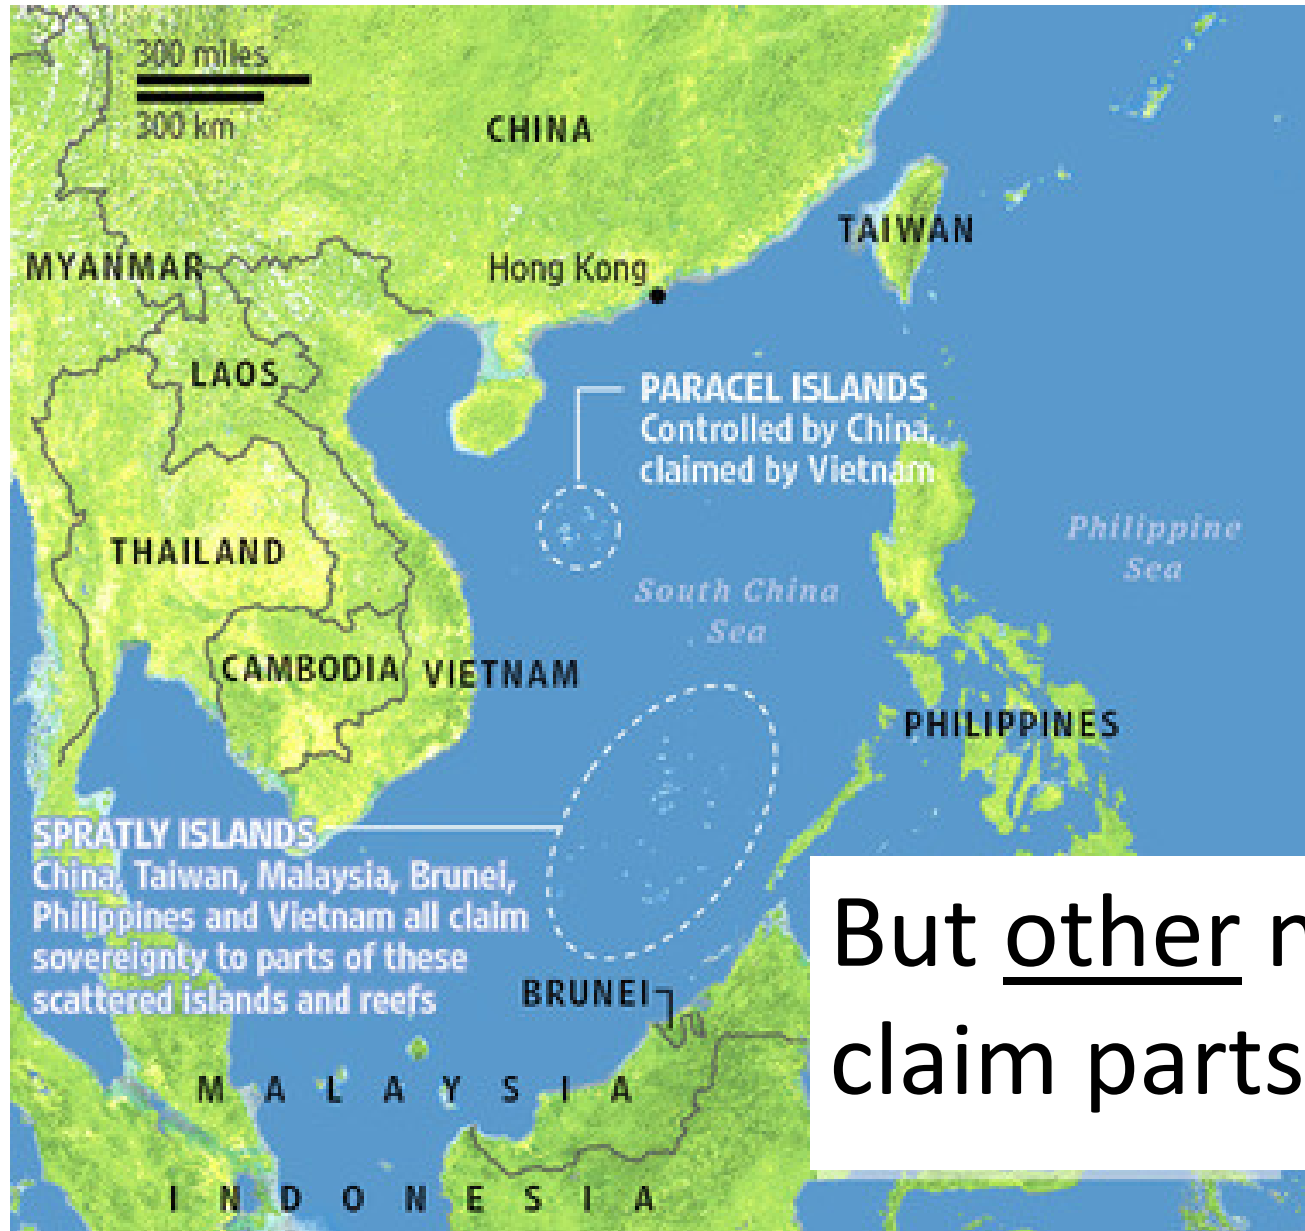 300 miles
300 km
CHINA
TAIWAN
MYANMAR
Hong Kong
LAOS
PARACEL ISLANDS
Controlled by China,
claimed by Vietnam
Philippine
Sea
THAILAND
South China
Sea
CAMBODIA
VIETNAM
PHILIPPINES
SPRATLY ISLANDS
China, Taiwan, Malaysia, Brunei,
Philippines and Vietnam all claim
sovereignty to parts of these
scattered islands and reefs
BRUNEI
MALAYSIA
INDONESIA
But other
claim parts